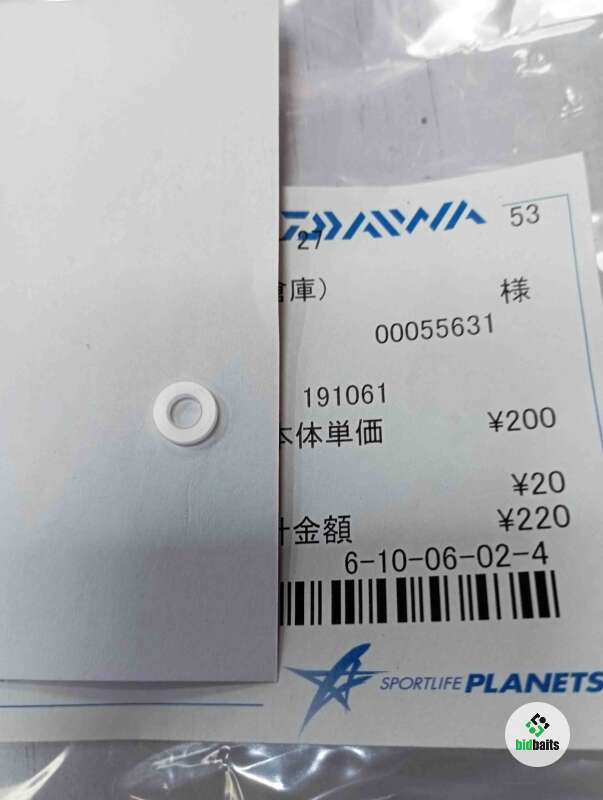 DAIWA 53
27
倉庫) 様
00055631
191061
本体単価 ¥200
¥20
計金額 ¥220
6-10-06-02-4
SPORTLIFE PLANETS
bidbaits